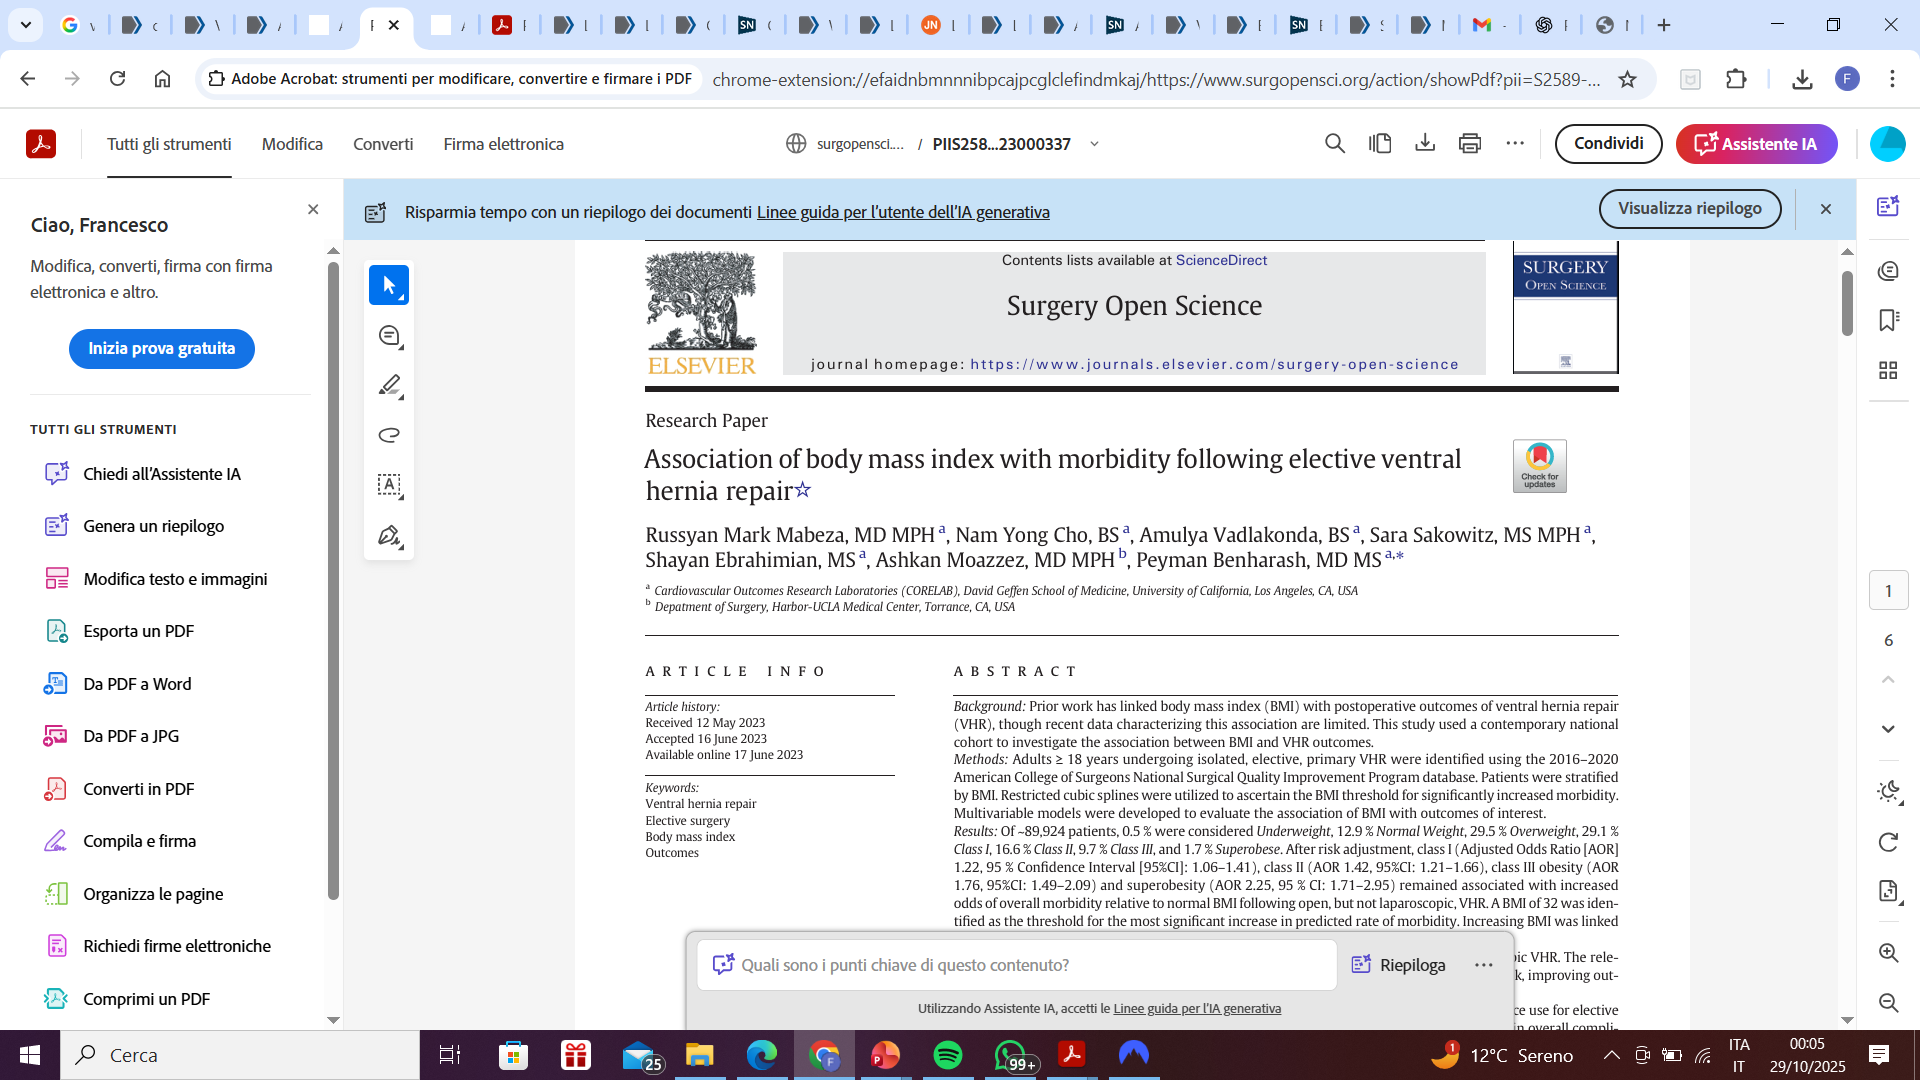 Adobe Acrobat: strumenti per modificare, convertire e firmare i PDF
chrome-extension://efaidnbmnnnibpcajpcglclefindmkaj/https://www.surgopensci.org/action/showPdf?pii=S2589-...
F
Tutti gli strumenti
Modifica
Converti
Firma elettronica
surgopensci....
/
PIIS258...23000337
Condividi
Assistente IA
Ciao, Francesco
Modifica, converti, firma con firma
elettronica e altro.
Inizia prova gratuita
TUTTI GLI STRUMENTI
Chiedi all'Assistente IA
Genera un riepilogo
Modifica testo e immagini
Esporta un PDF
Da PDF a Word
Da PDF a JPG
Converti in PDF
Compila e firma
Organizza le pagine
Richiedi firme elettroniche
Comprimi un PDF
Risparmia tempo con un riepilogo dei documenti Linee guida per l'utente dell'IA generativa
Visualizza riepilogo
ELSEVIER
Contents lists available at ScienceDirect
Surgery Open Science
journal homepage: https://www.journals.elsevier.com/surgery-open-science
SURGERY
OPEN SCIENCE
Research Paper
Association of body mass index with morbidity following elective ventral
hernia repair☆
Check for
updates
Russyan Mark Mabeza, MD MPH a, Nam Yong Cho, BS a, Amulya Vadlakonda, BS a, Sara Sakowitz, MS MPH a,
Shayan Ebrahimian, MS a, Ashkan Moazzez, MD MPH b, Peyman Benharash, MD MS a,*
a Cardiovascular Outcomes Research Laboratories (CORELAB), David Geffen School of Medicine, University of California, Los Angeles, CA, USA
b Depatment of Surgery, Harbor-UCLA Medical Center, Torrance, CA, USA
ARTICLE INFO
Article history:
Received 12 May 2023
Accepted 16 June 2023
Available online 17 June 2023
Keywords:
Ventral hernia repair
Elective surgery
Body mass index
Outcomes
ABSTRACT
Background: Prior work has linked body mass index (BMI) with postoperative outcomes of ventral hernia repair
(VHR), though recent data characterizing this association are limited. This study used a contemporary national
cohort to investigate the association between BMI and VHR outcomes.
Methods: Adults ≥ 18 years undergoing isolated, elective, primary VHR were identified using the 2016–2020
American College of Surgeons National Surgical Quality Improvement Program database. Patients were stratified
by BMI. Restricted cubic splines were utilized to ascertain the BMI threshold for significantly increased morbidity.
Multivariable models were developed to evaluate the association of BMI with outcomes of interest.
Results: Of ~89,924 patients, 0.5 % were considered Underweight, 12.9 % Normal Weight, 29.5 % Overweight, 29.1 %
Class I, 16.6 % Class II, 9.7 % Class III, and 1.7 % Superobese. After risk adjustment, class I (Adjusted Odds Ratio [AOR]
1.22, 95 % Confidence Interval [95%CI]: 1.06–1.41), class II (AOR 1.42, 95%CI: 1.21–1.66), class III obesity (AOR
1.76, 95%CI: 1.49–2.09) and superobesity (AOR 2.25, 95 % CI: 1.71–2.95) remained associated with increased
odds of overall morbidity relative to normal BMI following open, but not laparoscopic, VHR. A BMI of 32 was iden-
tified as the threshold for the most significant increase in predicted rate of morbidity. Increasing BMI was linked
VHR. The rele-
improving out-
use for elective
overall compli-
Quali sono i punti chiave di questo contenuto?
Riepiloga
Utilizzando Assistente IA, accetti le Linee guida per l'IA generativa
1
6
Cerca
25
99+
1
12°C Sereno
ITA
IT
00:05
29/10/2025